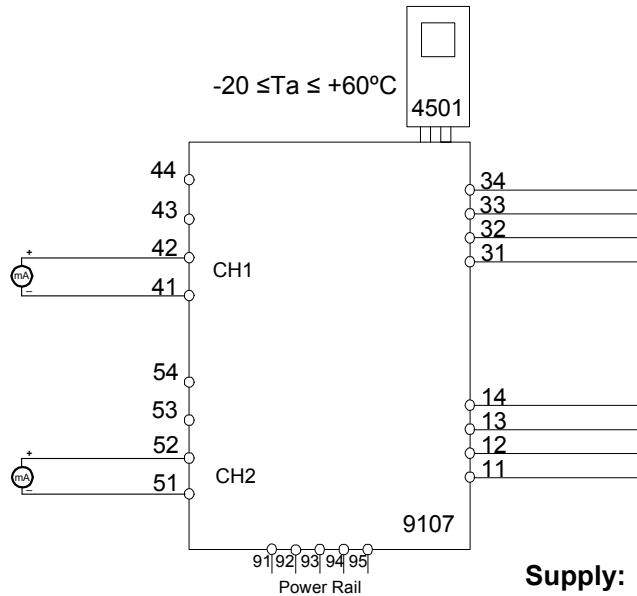 -20 ≤Ta ≤ +60ºC
4501
44
43
+
42
mA
CH1
−
41
54
53
+
52
mA
CH2
−
51
34
33
32
31
14
13
12
11
9107
91 92 93 94 95
Power Rail
Supply: